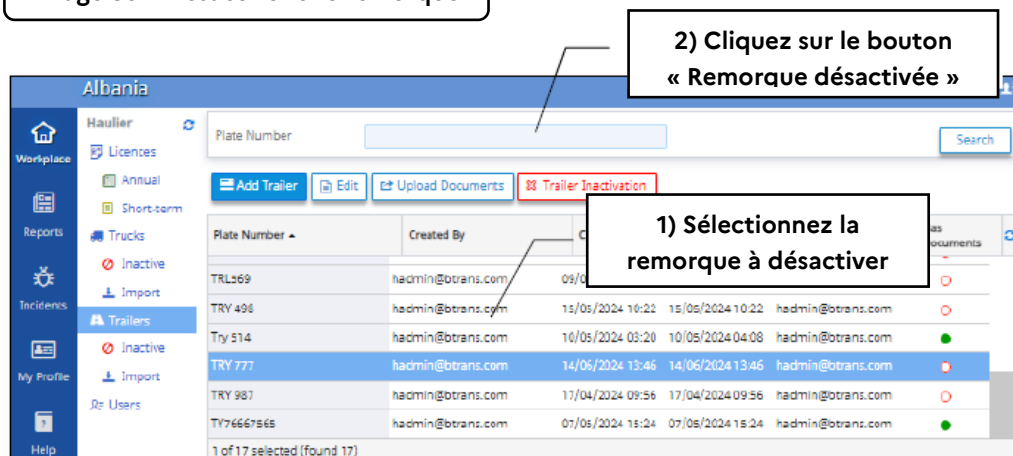 2) Cliquez sur le bouton
« Remorque désactivée »
Albania
Haulier
Licences
Annual
Short-term
Trucks
Inactive
Import
Trailers
Inactive
Import
Users
Workplace
Reports
Incidents
My Profile
Help
Plate Number
Search
Add Trailer Edit Upload Documents Trailer Inactivation
1) Sélectionnez la
remorque à désactiver
Plate Number Created By
TRL569 hadmin@btrans.com
TRY 498 hadmin@btrans.com 15/05/2024 10:22 15/05/2024 10:22 hadmin@btrans.com
Try 514 hadmin@btrans.com 10/05/2024 03:20 10/05/2024 04:08 hadmin@btrans.com
TRY 777 hadmin@btrans.com 14/06/2024 13:46 14/06/2024 13:46 hadmin@btrans.com
TRY 987 hadmin@btrans.com 17/04/2024 09:56 17/04/2024 09:56 hadmin@btrans.com
TY76667565 hadmin@btrans.com 07/05/2024 15:24 07/05/2024 15:24 hadmin@btrans.com
1 of 17 selected (found 17)